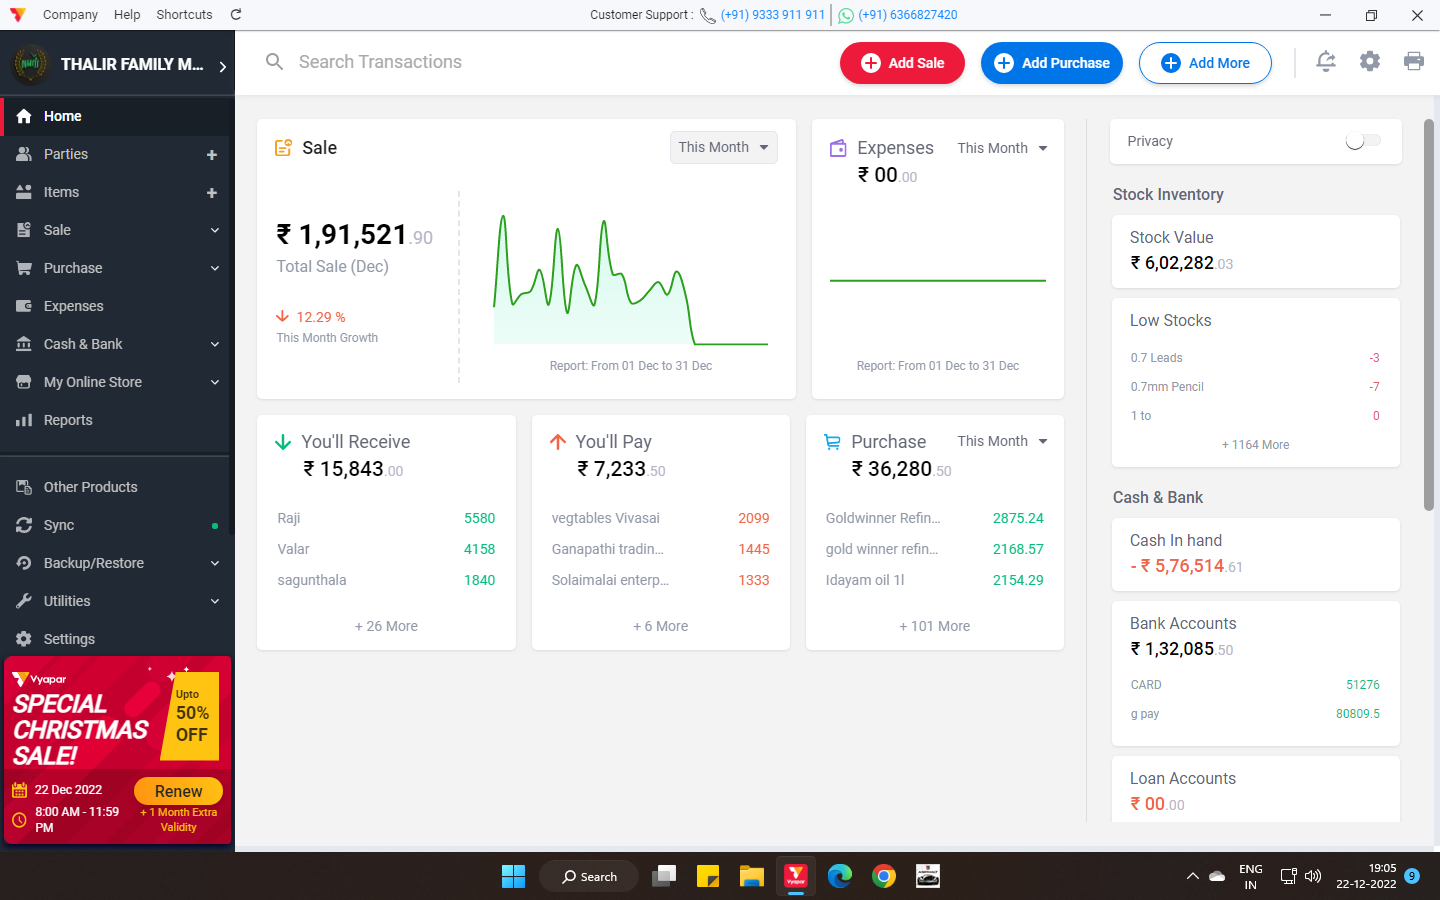 Company Help Shortcuts
Customer Support : (+91) 9333 911 911 (+91) 6366827420
THALIR FAMILY M...
Search Transactions
Add Sale
Add Purchase
Add More
Home
Parties
Items
Sale
Purchase
Expenses
Cash & Bank
My Online Store
Reports
Other Products
Sync
Backup/Restore
Utilities
Settings
Vyapar
SPECIAL
CHRISTMAS
SALE!
Upto
50%
OFF
22 Dec 2022
8:00 AM - 11:59
PM
Renew
+ 1 Month Extra
Validity
Sale
This Month
₹ 1,91,521.90
Total Sale (Dec)
12.29 %
This Month Growth
Report: From 01 Dec to 31 Dec
Expenses
This Month
₹ 00.00
Report: From 01 Dec to 31 Dec
You'll Receive
₹ 15,843.00
Raji 5580
Valar 4158
sagunthala 1840
+ 26 More
You'll Pay
₹ 7,233.50
vegtables Vivasai 2099
Ganapathi tradin... 1445
Solaimalai enterp... 1333
+ 6 More
Purchase
This Month
₹ 36,280.50
Goldwinner Refin... 2875.24
gold winner refin... 2168.57
Idayam oil 1l 2154.29
+ 101 More
Privacy
Stock Inventory
Stock Value
₹ 6,02,282.03
Low Stocks
0.7 Leads -3
0.7mm Pencil -7
1 to 0
+ 1164 More
Cash & Bank
Cash In hand
- ₹ 5,76,514.61
Bank Accounts
₹ 1,32,085.50
CARD 51276
g pay 80809.5
Loan Accounts
₹ 00.00
Search
Vyapar
ENG
IN
19:05
22-12-2022
9